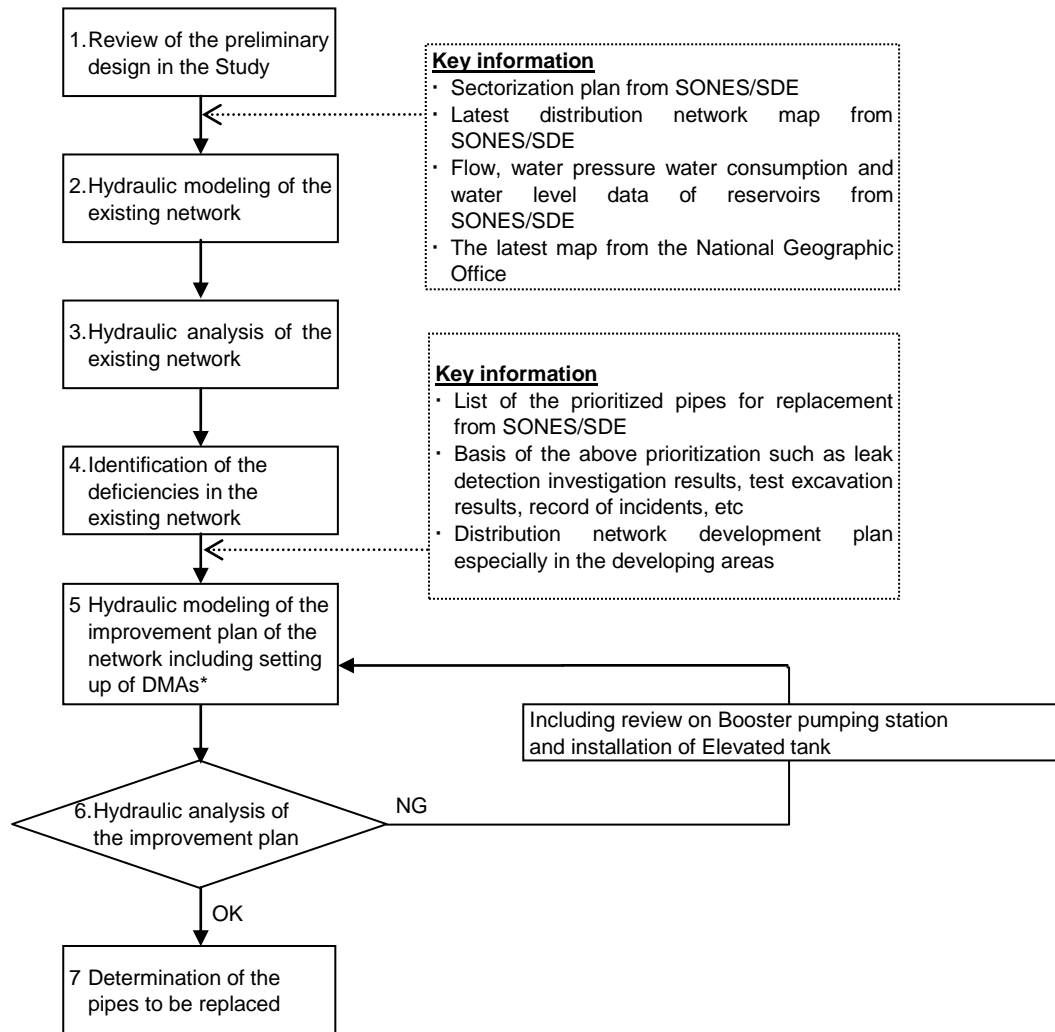 1.Review of the preliminary
design in the Study
Key information
· Sectorization plan from SONES/SDE
· Latest distribution network map from
SONES/SDE
· Flow, water pressure water consumption and
water level data of reservoirs from
SONES/SDE
· The latest map from the National Geographic
Office
2.Hydraulic modeling of the
existing network
3.Hydraulic analysis of the
existing network
Key information
· List of the prioritized pipes for replacement
from SONES/SDE
· Basis of the above prioritization such as leak
detection investigation results, test excavation
results, record of incidents, etc
· Distribution network development plan
especially in the developing areas
4.Identification of the
deficiencies in the
existing network
5 Hydraulic modeling of the
improvement plan of the
network including setting
up of DMAs*
Including review on Booster pumping station
and installation of Elevated tank
6.Hydraulic analysis of
the improvement plan
NG
OK
7 Determination of the
pipes to be replaced